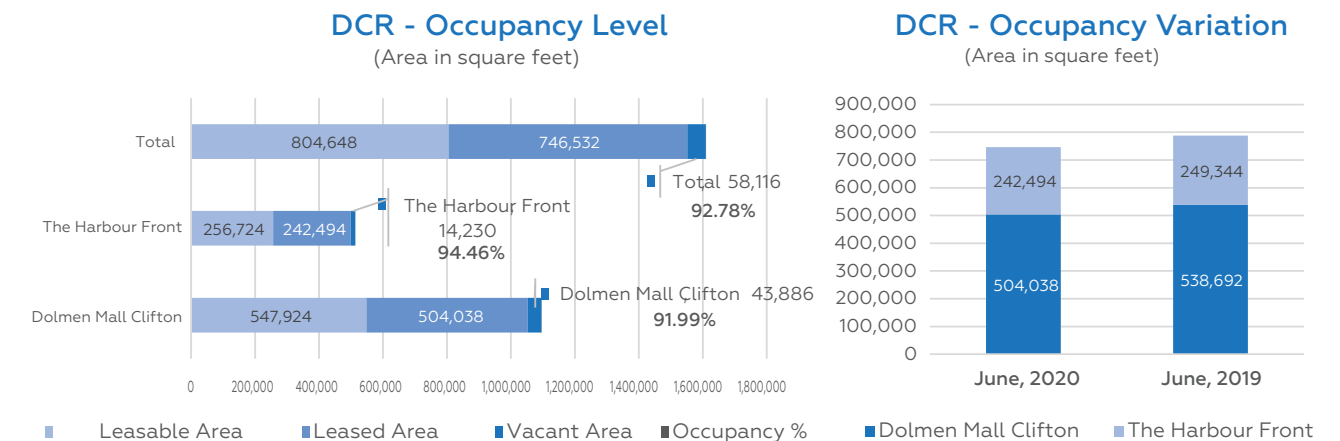 DCR - Occupancy Level
(Area in square feet)
Total
804,648
746,532
Total 58,116
92.78%
The Harbour Front
256,724
242,494
The Harbour Front
14,230
94.46%
Dolmen Mall Clifton
547,924
504,038
Dolmen Mall Clifton 43,886
91.99%
0 200,000 400,000 600,000 800,000 1,000,000 1,200,000 1,400,000 1,600,000 1,800,000
Leasable Area Leased Area Vacant Area Occupancy %
DCR - Occupancy Variation
(Area in square feet)
900,000
800,000
700,000
600,000
500,000
400,000
300,000
200,000
100,000
0
242,494
504,038
249,344
538,692
June, 2020 June, 2019
Dolmen Mall Clifton The Harbour Front